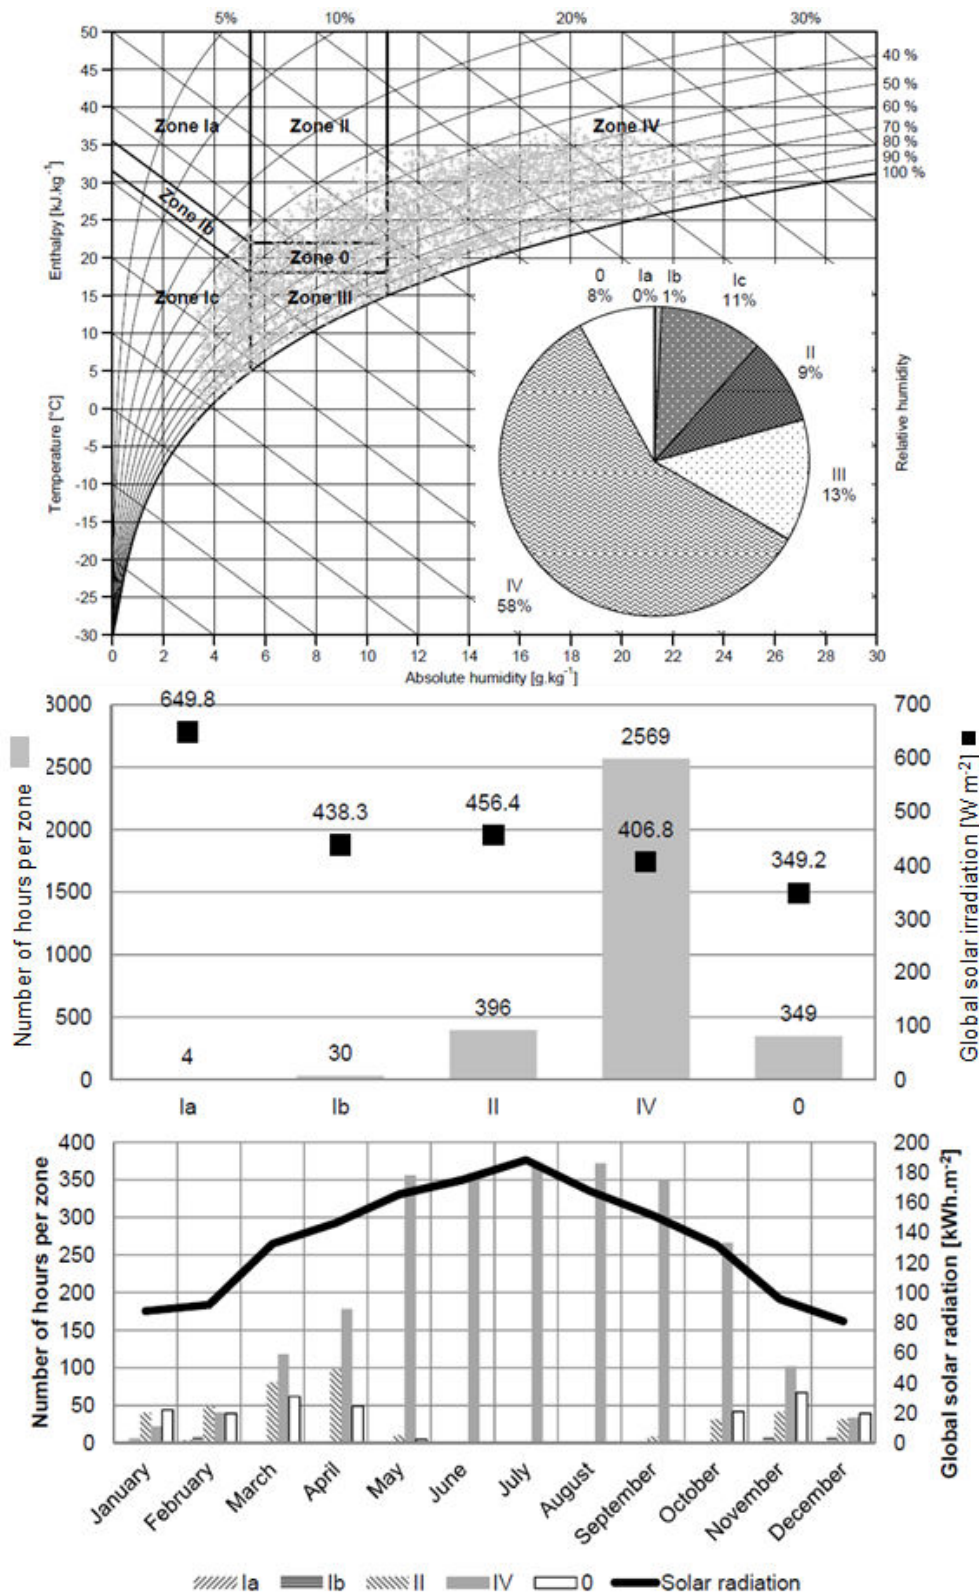 5% 10% 20% 30%
50
45
40
35
30
25
20
15
10
5
0
-5
-10
-15
-20
-25
-30
Enthalpy [kJ.kg⁻¹]
Temperature [°C]
Zone Ia
Zone II
Zone IV
Zone Ib
Zone 0
Zone Ic
Zone III
40 %
50 %
60 %
70 %
80 %
90 %
100 %
Relative humidity
0
8%
Ia
0%
Ib
1%
Ic
11%
II
9%
III
13%
IV
58%
0 2 4 6 8 10 12 14 16 18 20 21 22 24 26 28 30
Absolute humidity [g.kg⁻¹]
3000
2500
2000
1500
1000
500
0
Number of hours per zone
649.8
438.3
456.4
406.8
349.2
4
30
396
2569
349
700
600
500
400
300
200
100
0
Global solar irradiation [W m⁻²]
Ia Ib II IV 0
400
350
300
250
200
150
100
50
0
Number of hours per zone
200
180
160
140
120
100
80
60
40
20
0
Global solar radiation [kWh.m⁻²]
January
February
March
April
May
June
July
August
September
October
November
December
Ia Ib II IV 0 Solar radiation